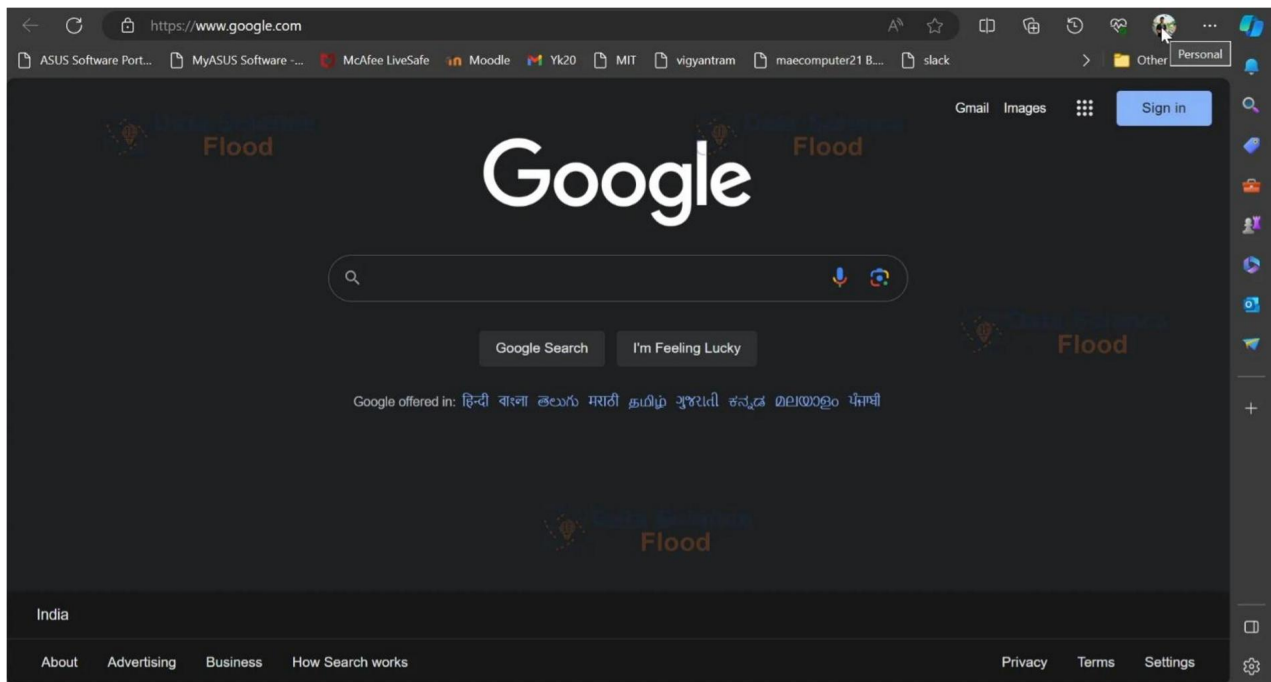 https://www.google.com
ASUS Software Port... MyASUS Software -... McAfee LiveSafe Moodle Yk20 MIT vigyantram maecomputer21 B.... slack Other
Personal
Gmail Images Sign in
Flood Flood
Google
Flood
Google Search I'm Feeling Lucky
Google offered in: हिन्दी বাংলা తెలుగు मराठी தமிழ் ગુજરાતી ಕನ್ನಡ മലയാളം ਪੰਜਾਬੀ
Flood
India
About Advertising Business How Search works Privacy Terms Settings